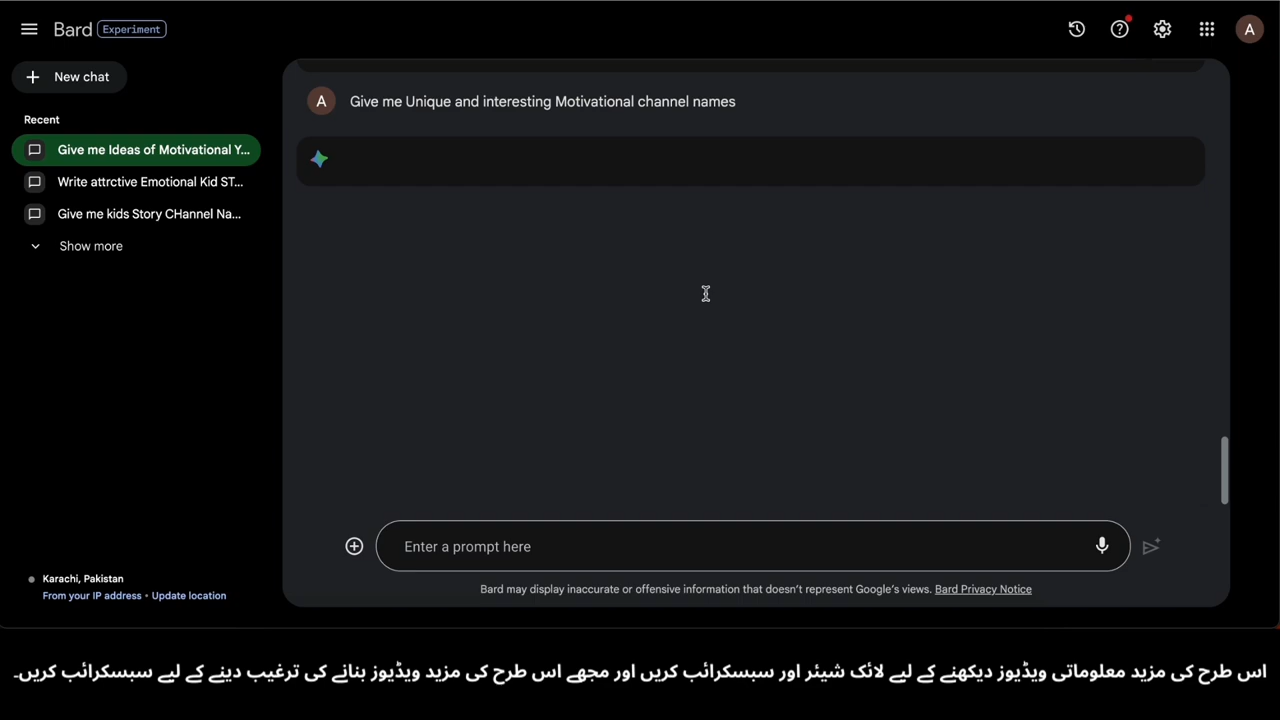 Bard Experiment
A
New chat
Recent
Give me Ideas of Motivational Y...
Write attrctive Emotional Kid ST...
Give me kids Story CHannel Na...
Show more
A Give me Unique and interesting Motivational channel names
Enter a prompt here
Karachi, Pakistan
From your IP address • Update location
Bard may display inaccurate or offensive information that doesn't represent Google's views. Bard Privacy Notice
اس طرح کی مزید معلوماتی ویڈیوز دیکھنے کے لیے لائک شیئر اور سبسکرائب کریں اور مجھے اس طرح کی مزید ویڈیوز بنانے کی ترغیب دینے کے لیے سبسکرائب کریں۔